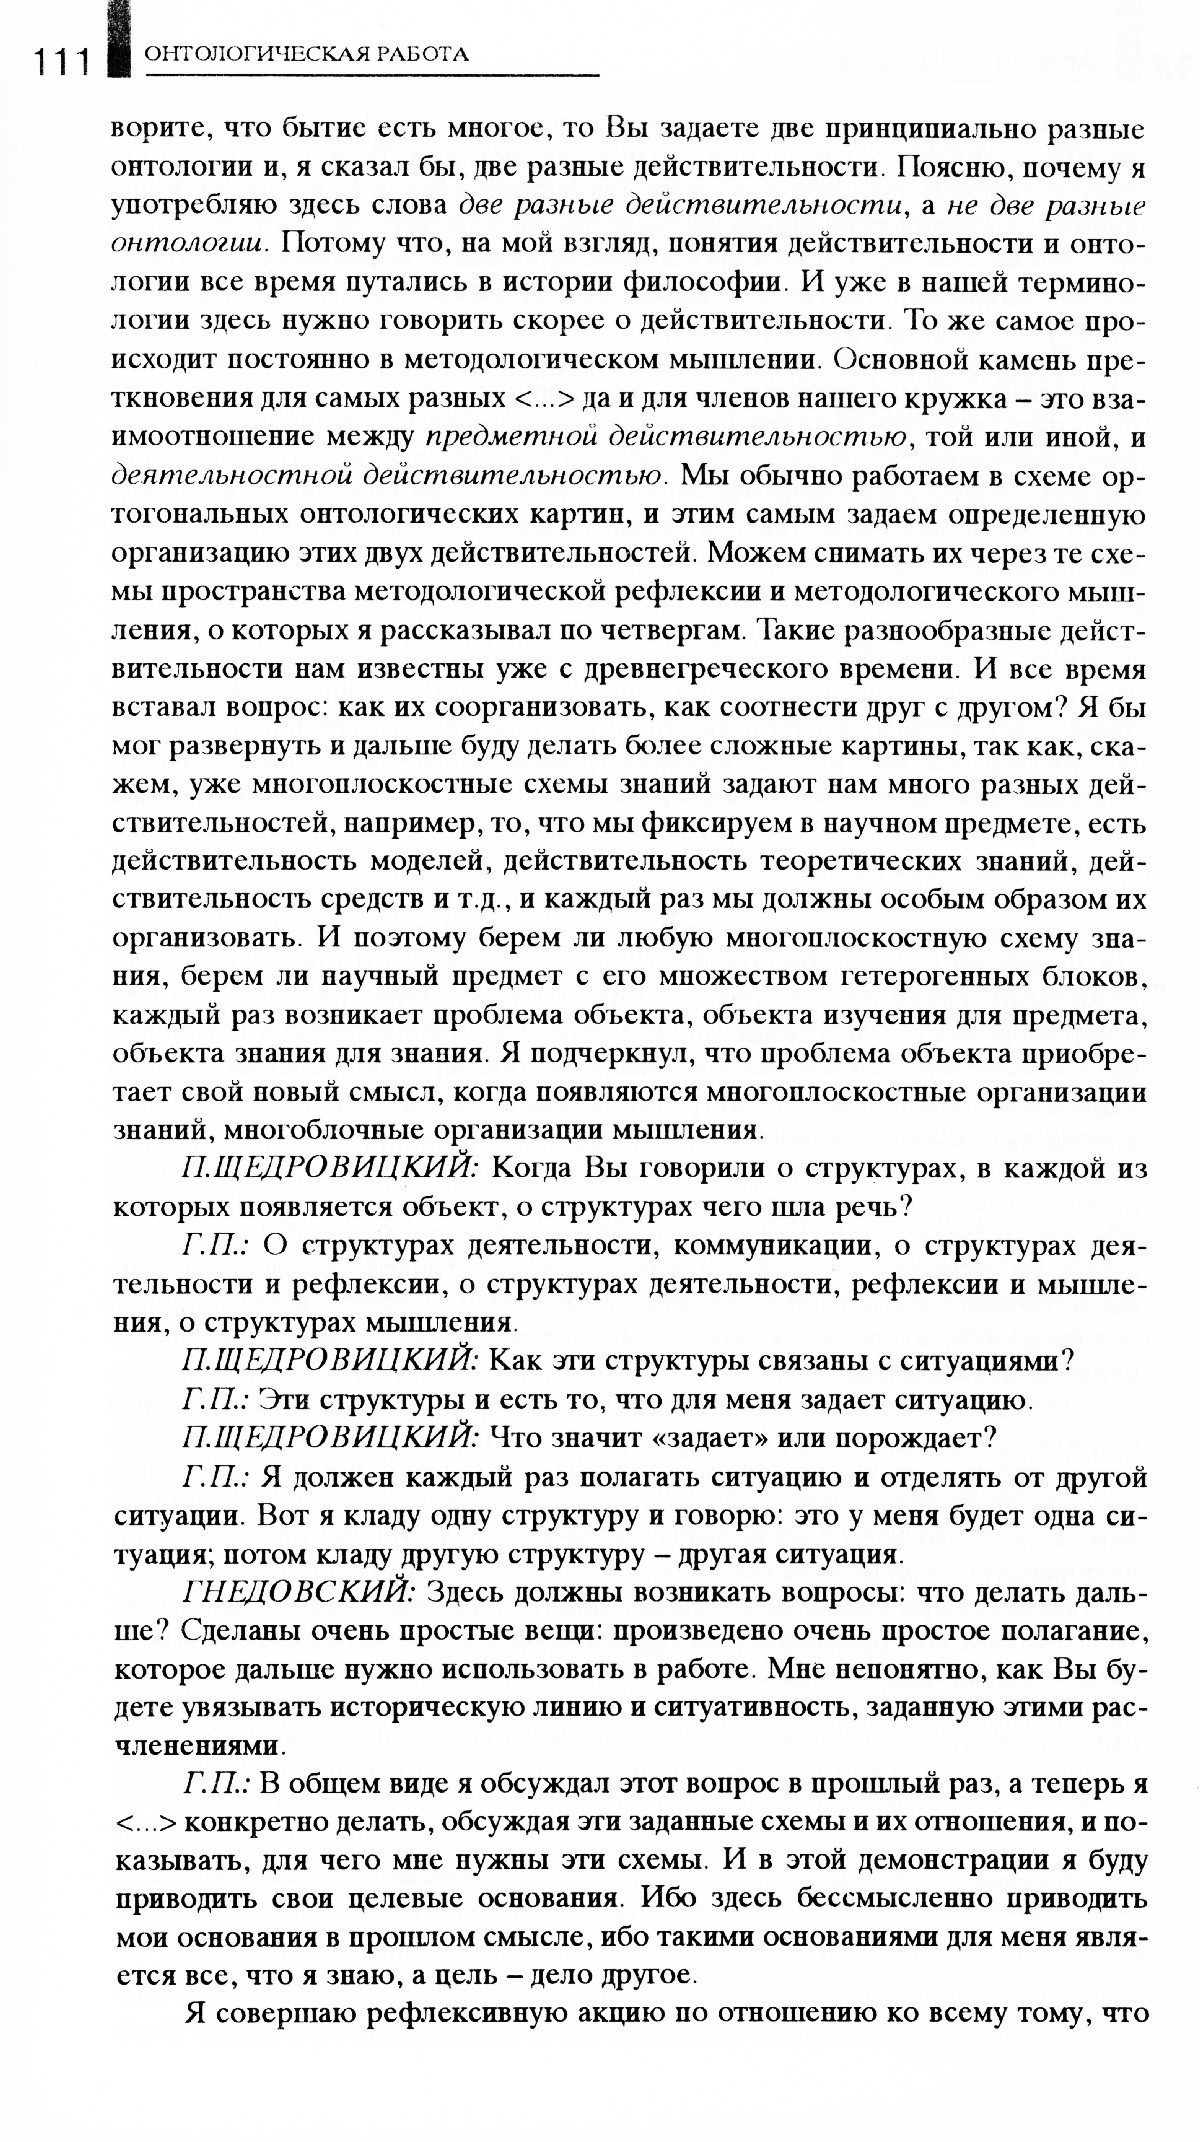 111
ОНТОЛОГИЧЕСКАЯ РАБОТА
ворите, что бытие есть многое, то Вы задаете две принципиально разные
онтологии и, я сказал бы, две разные действительности. Поясню, почему я
употребляю здесь слова две разные действительности, а не две разные
онтологии. Потому что, на мой взгляд, понятия действительности и онто-
логии все время путались в истории философии. И уже в нашей термино-
логии здесь нужно говорить скорее о действительности. То же самое про-
исходит постоянно в методологическом мышлении. Основной камень пре-
ткновения для самых разных <...> да и для членов нашего кружка – это вза-
имоотношение между предметной действительностью, той или иной, и
деятельностной действительностью. Мы обычно работаем в схеме ор-
тогональных онтологических картин, и этим самым задаем определенную
организацию этих двух действительностей. Можем снимать их через те схе-
мы пространства методологической рефлексии и методологического мыш-
ления, о которых я рассказывал по четвергам. Такие разнообразные дейст-
вительности нам известны уже с древнегреческого времени. И все время
вставал вопрос: как их соорганизовать, как соотнести друг с другом? Я бы
мог развернуть и дальше буду делать более сложные картины, так как, ска-
жем, уже многоплоскостные схемы знаний задают нам много разных дей-
ствительностей, например, то, что мы фиксируем в научном предмете, есть
действительность моделей, действительность теоретических знаний, дей-
ствительность средств и т.д., и каждый раз мы должны особым образом их
организовать. И поэтому берем ли любую многоплоскостную схему зна-
ния, берем ли научный предмет с его множеством гетерогенных блоков,
каждый раз возникает проблема объекта, объекта изучения для предмета,
объекта знания для знания. Я подчеркнул, что проблема объекта приобре-
тает свой новый смысл, когда появляются многоплоскостные организации
знаний, многоблочные организации мышления.
П.ЩЕДРОВИЦКИЙ: Когда Вы говорили о структурах, в каждой из
которых появляется объект, о структурах чего шла речь?
Г.П.: О структурах деятельности, коммуникации, о структурах дея-
тельности и рефлексии, о структурах деятельности, рефлексии и мышле-
ния, о структурах мышления.
П.ЩЕДРОВИЦКИЙ: Как эти структуры связаны с ситуациями?
Г.П.: Эти структуры и есть то, что для меня задает ситуацию.
П.ЩЕДРОВИЦКИЙ: Что значит «задает» или порождает?
Г.П.: Я должен каждый раз полагать ситуацию и отделять от другой
ситуации. Вот я кладу одну структуру и говорю: это у меня будет одна си-
туация; потом кладу другую структуру – другая ситуация.
ГНЕДОВСКИЙ: Здесь должны возникать вопросы: что делать даль-
ше? Сделаны очень простые вещи: произведено очень простое полагание,
которое дальше нужно использовать в работе. Мне непонятно, как Вы бу-
дете увязывать историческую линию и ситуативность, заданную этими рас-
членениями.
Г.П.: В общем виде я обсуждал этот вопрос в прошлый раз, а теперь я
<...> конкретно делать, обсуждая эти заданные схемы и их отношения, и по-
казывать, для чего мне нужны эти схемы. И в этой демонстрации я буду
приводить свои целевые основания. Ибо здесь бессмысленно приводить
мои основания в прошлом смысле, ибо такими основаниями для меня явля-
ется все, что я знаю, а цель – дело другое.
Я совершаю рефлексивную акцию по отношению ко всему тому, что